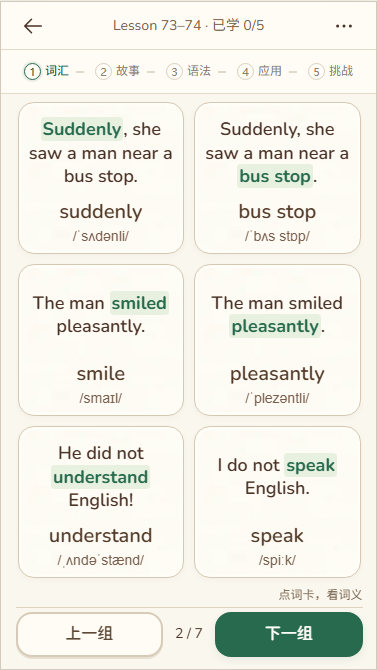 Lesson 73–74 · 已学 0/5
1 词汇 – 2 故事 – 3 语法 – 4 应用 – 5 挑战
Suddenly, she
saw a man near a
bus stop.
suddenly
/ˈsʌdənli/
Suddenly, she
saw a man near a
bus stop.
bus stop
/ˈbʌs stɒp/
The man smiled
pleasantly.
smile
/smaɪl/
The man smiled
pleasantly.
pleasantly
/ˈplezəntli/
He did not
understand
English!
understand
/ˌʌndəˈstænd/
I do not speak
English.
speak
/spiːk/
点词卡，看词义
上一组
2 / 7
下一组